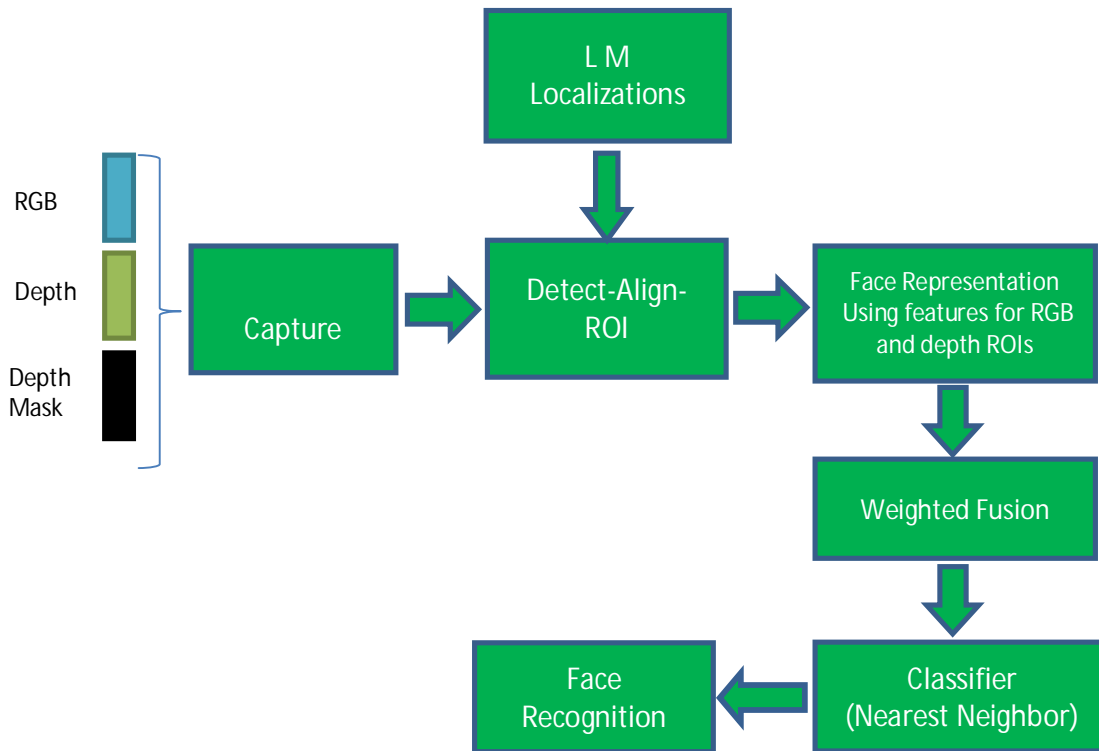 L M
Localizations
RGB
Depth
Depth
Mask
Capture
Detect-Align-
ROI
Face Representation
Using features for RGB
and depth ROIs
Weighted Fusion
Classifier
(Nearest Neighbor)
Face
Recognition